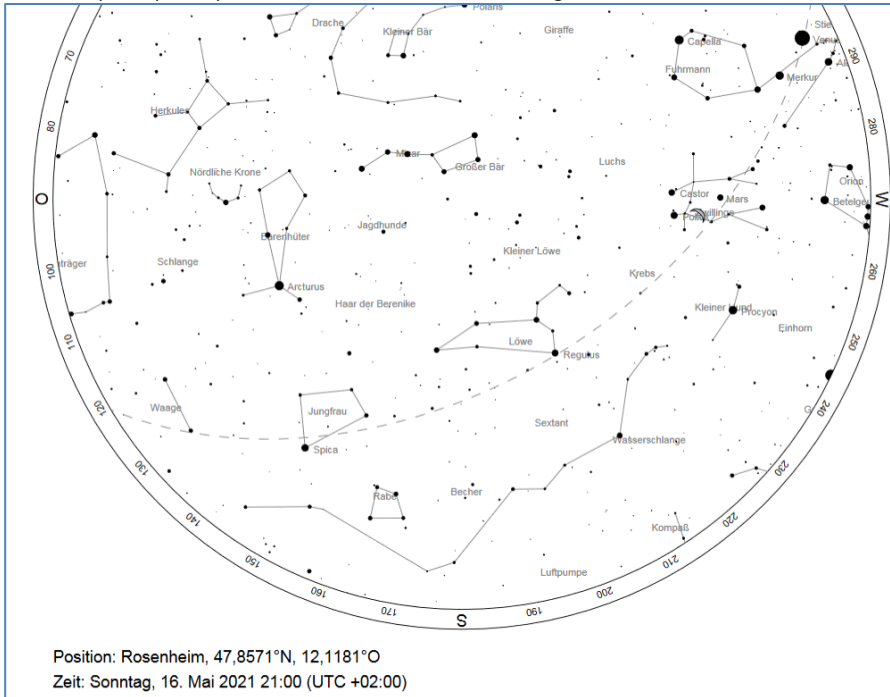 Polaris
Drache
Giraffe
Stie
Kleiner Bär
Capella
Venus
70
290
Fuhrmann
Merkur
Herkules
80
280
Mizar
Großer Bär
Luchs
Nördliche Krone
Orion
Castor
Mars
O
W
Zwillinge
Pollux
Betelgeu
Jagdhunde
Bärenhüter
Kleiner Löwe
Schlange
enträger
Krebs
100
260
Arcturus
Haar der Berenike
Kleiner Hund
Procyon
Einhorn
110
Löwe
250
Regulus
Waage
Jungfrau
120
240
Sextant
Wasserschlange
Spica
130
230
Rabe
Becher
140
220
Kompaß
150
210
Luftpumpe
160
200
170
190
S
Position: Rosenheim, 47,8571°N, 12,1181°O
Zeit: Sonntag, 16. Mai 2021 21:00 (UTC +02:00)